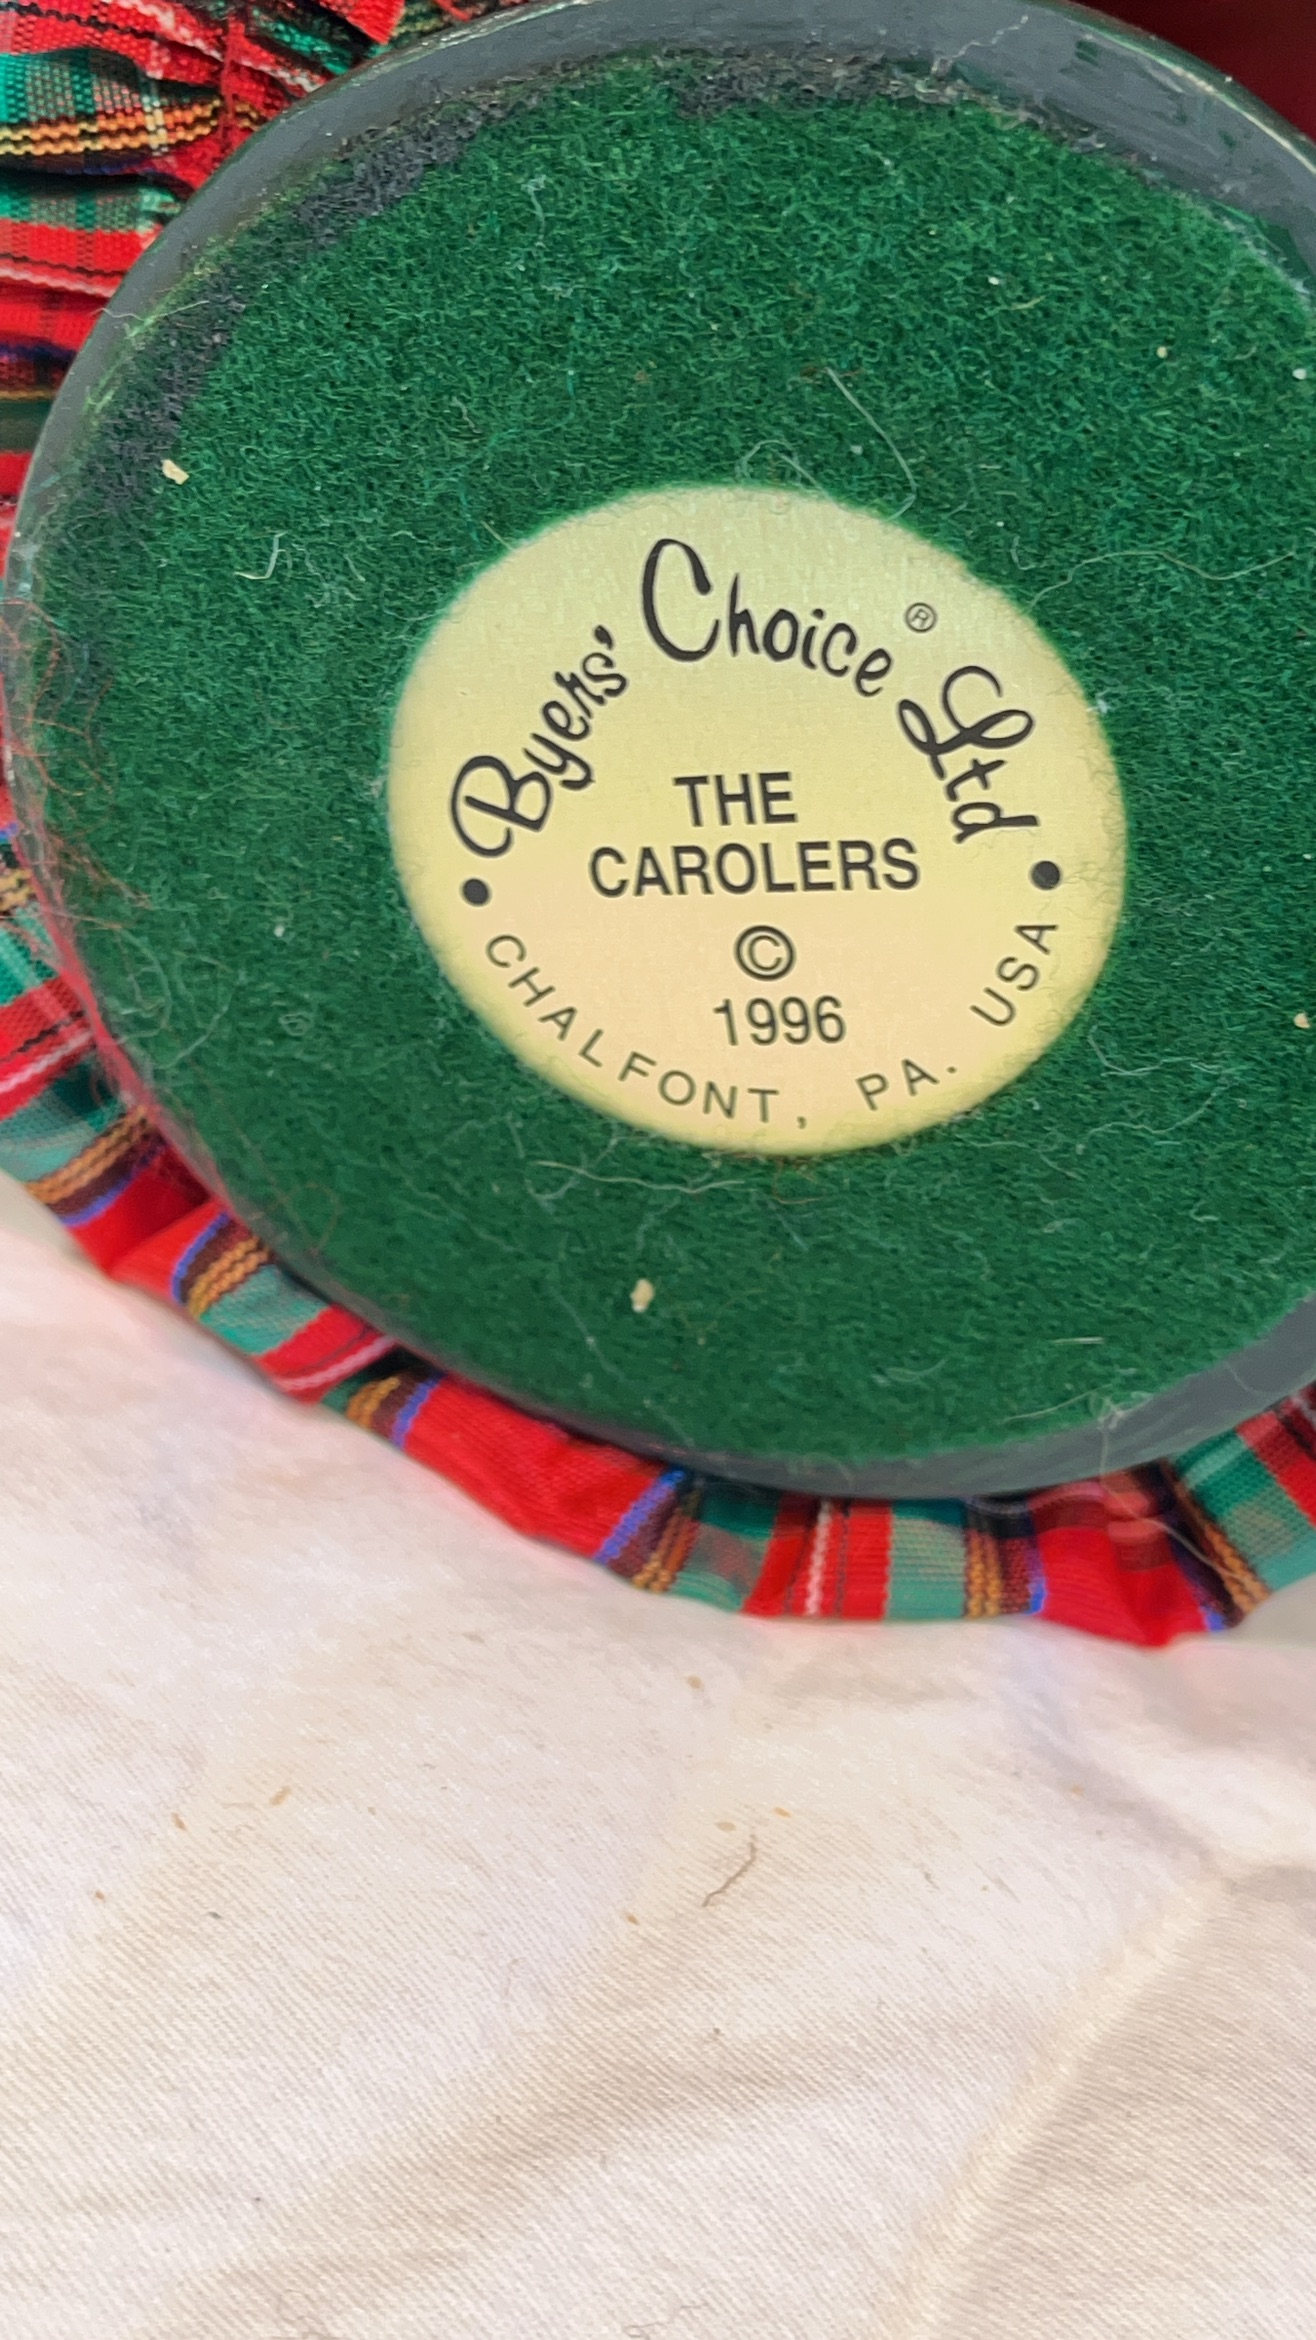 Byers' Choice® Ltd
THE
CAROLERS
©
1996
• CHALFONT, PA. USA •